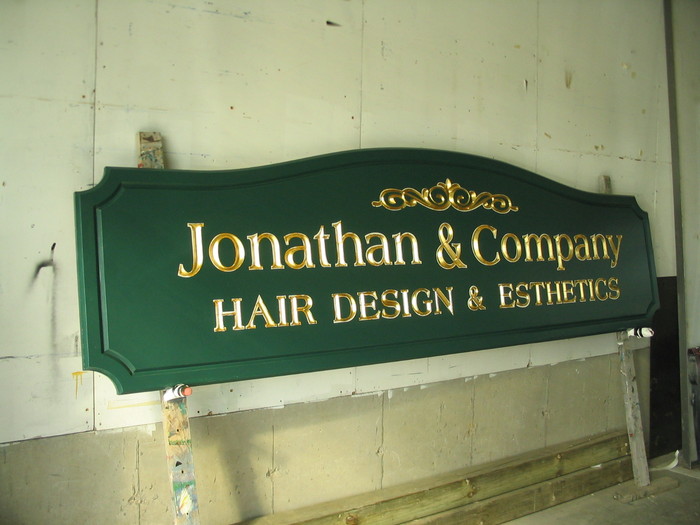 Jonathan & Company
HAIR DESIGN & ESTHETICS